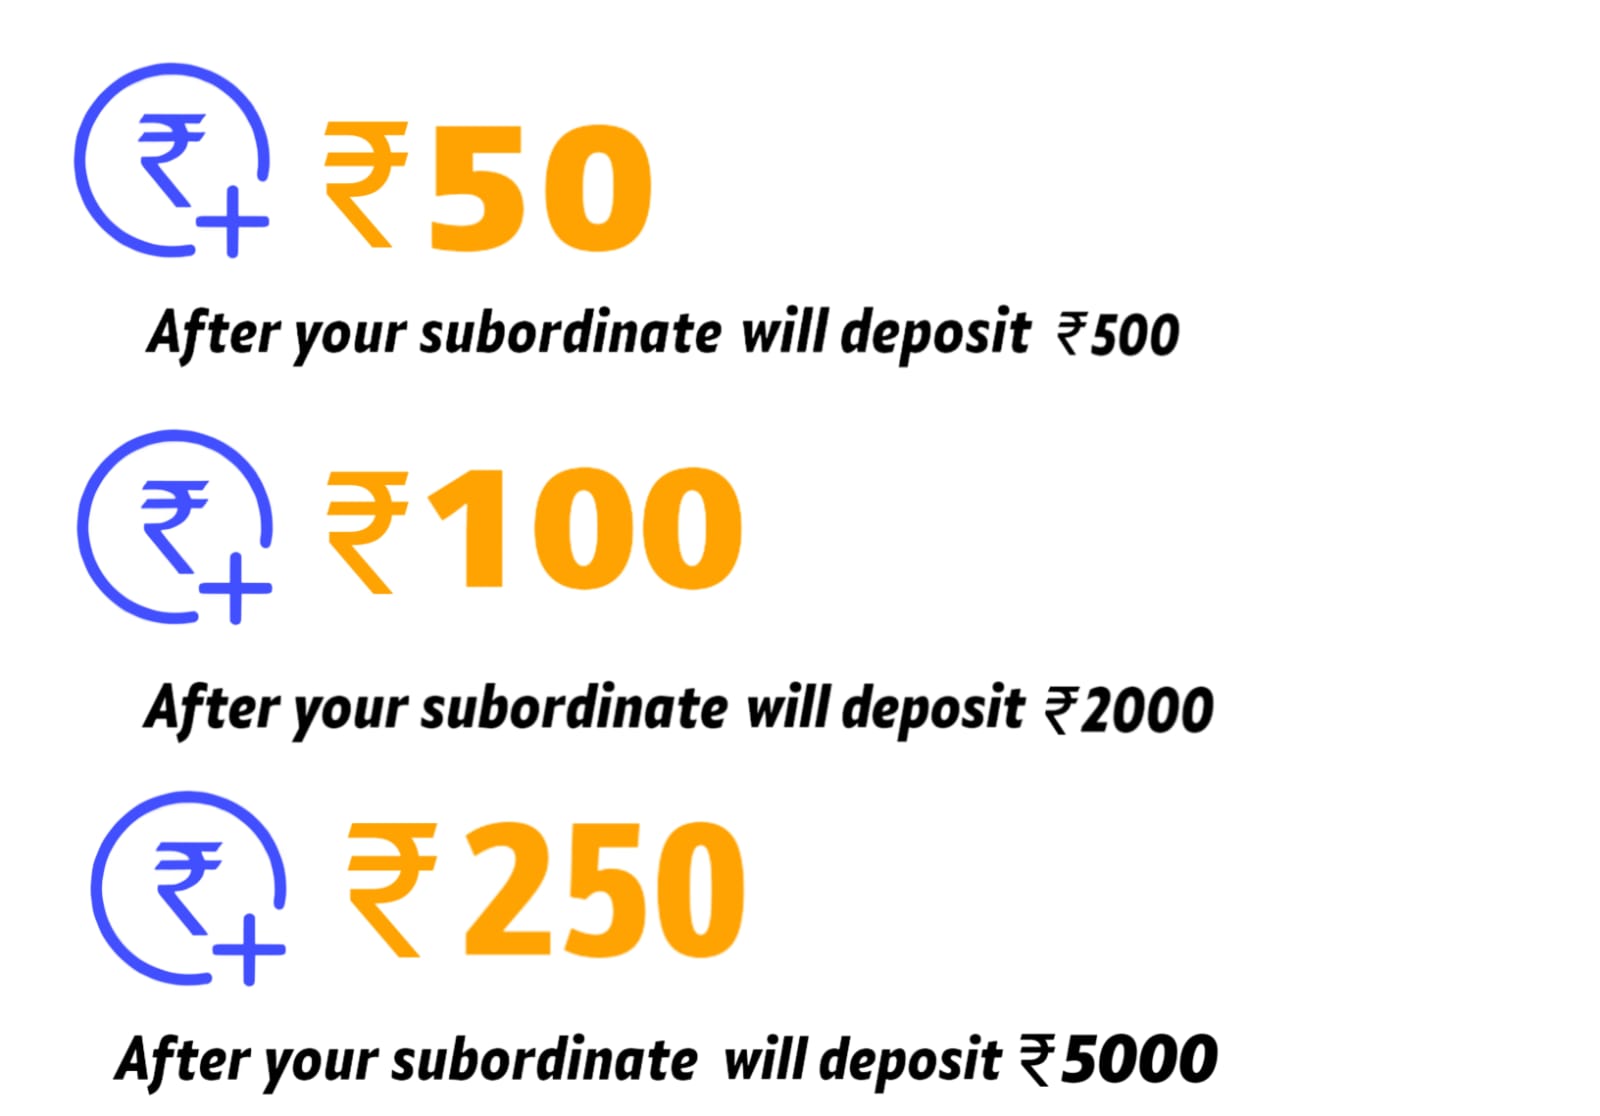 ₹50
After your subordinate will deposit ₹500
₹100
After your subordinate will deposit ₹2000
₹250
After your subordinate will deposit ₹5000